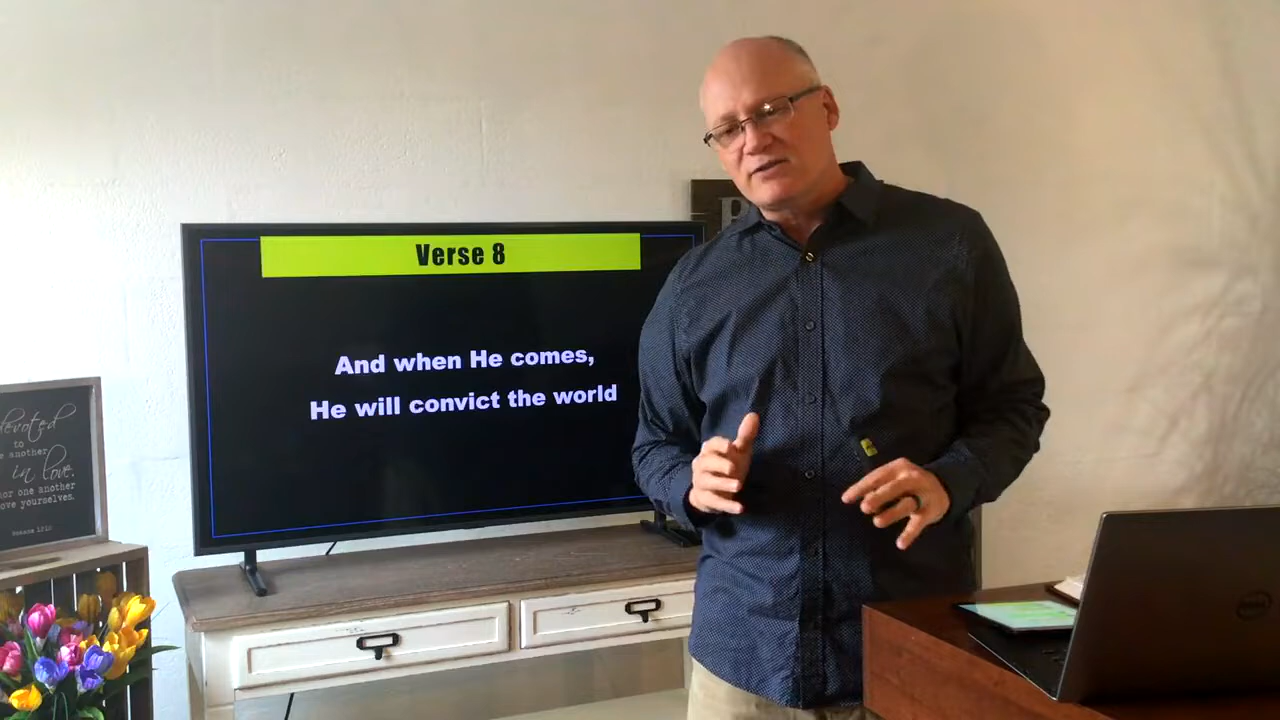 Verse 8
And when He comes,
He will convict the world
devoted
to
another
in love.
one another
yourselves.
DELL